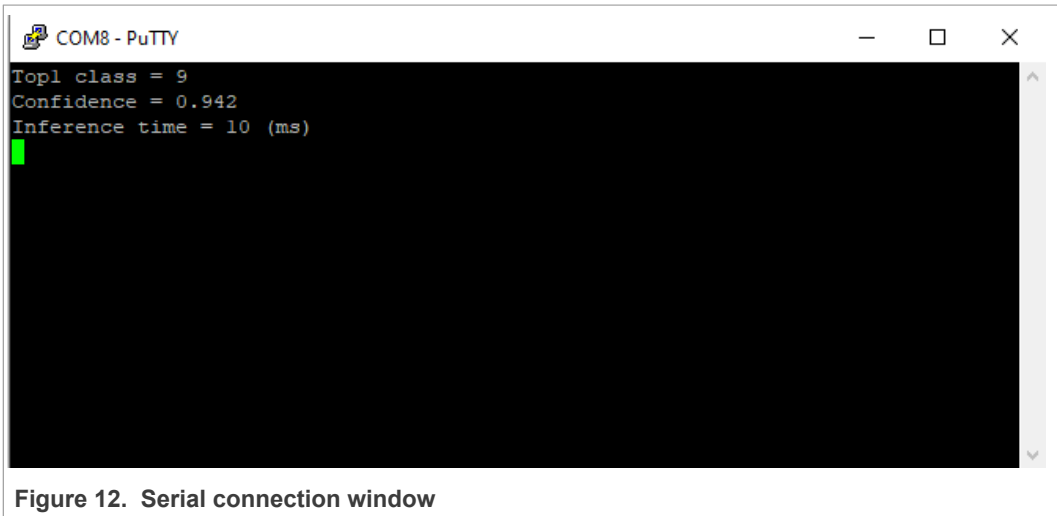 COM8 - PuTTY
Top1 class = 9
Confidence = 0.942
Inference time = 10 (ms)
Figure 12. Serial connection window